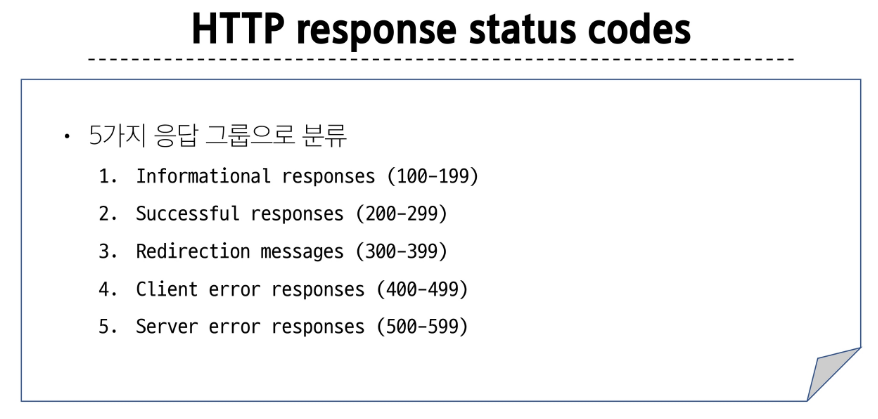 HTTP response status codes
• 5가지 응답 그룹으로 분류
1. Informational responses (100-199)
2. Successful responses (200-299)
3. Redirection messages (300-399)
4. Client error responses (400-499)
5. Server error responses (500-599)